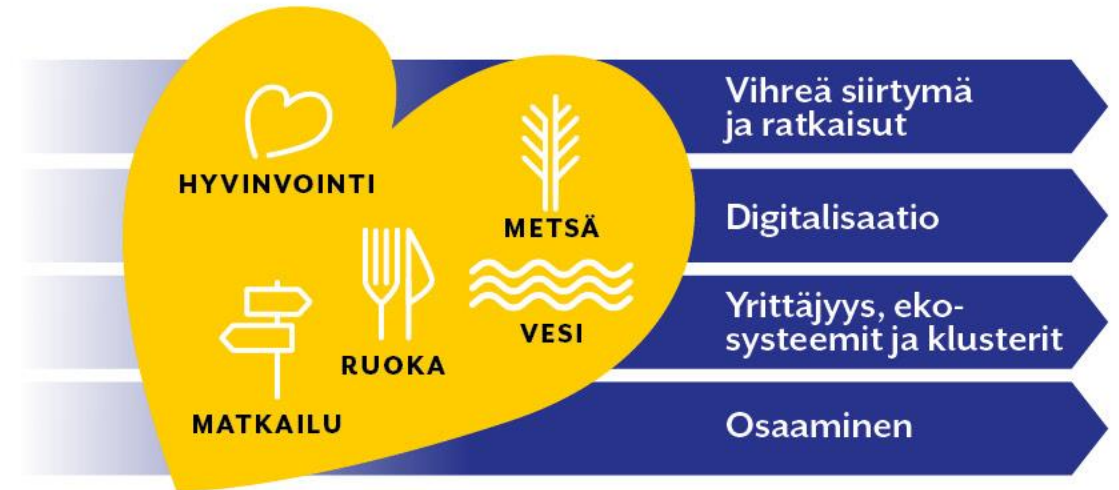 HYVINVOINTI
METSÄ
VESI
RUOKA
MATKAILU
Vihreä siirtymä
ja ratkaisut
Digitalisaatio
Yrittäjyys, eko-
systeemit ja klusterit
Osaaminen